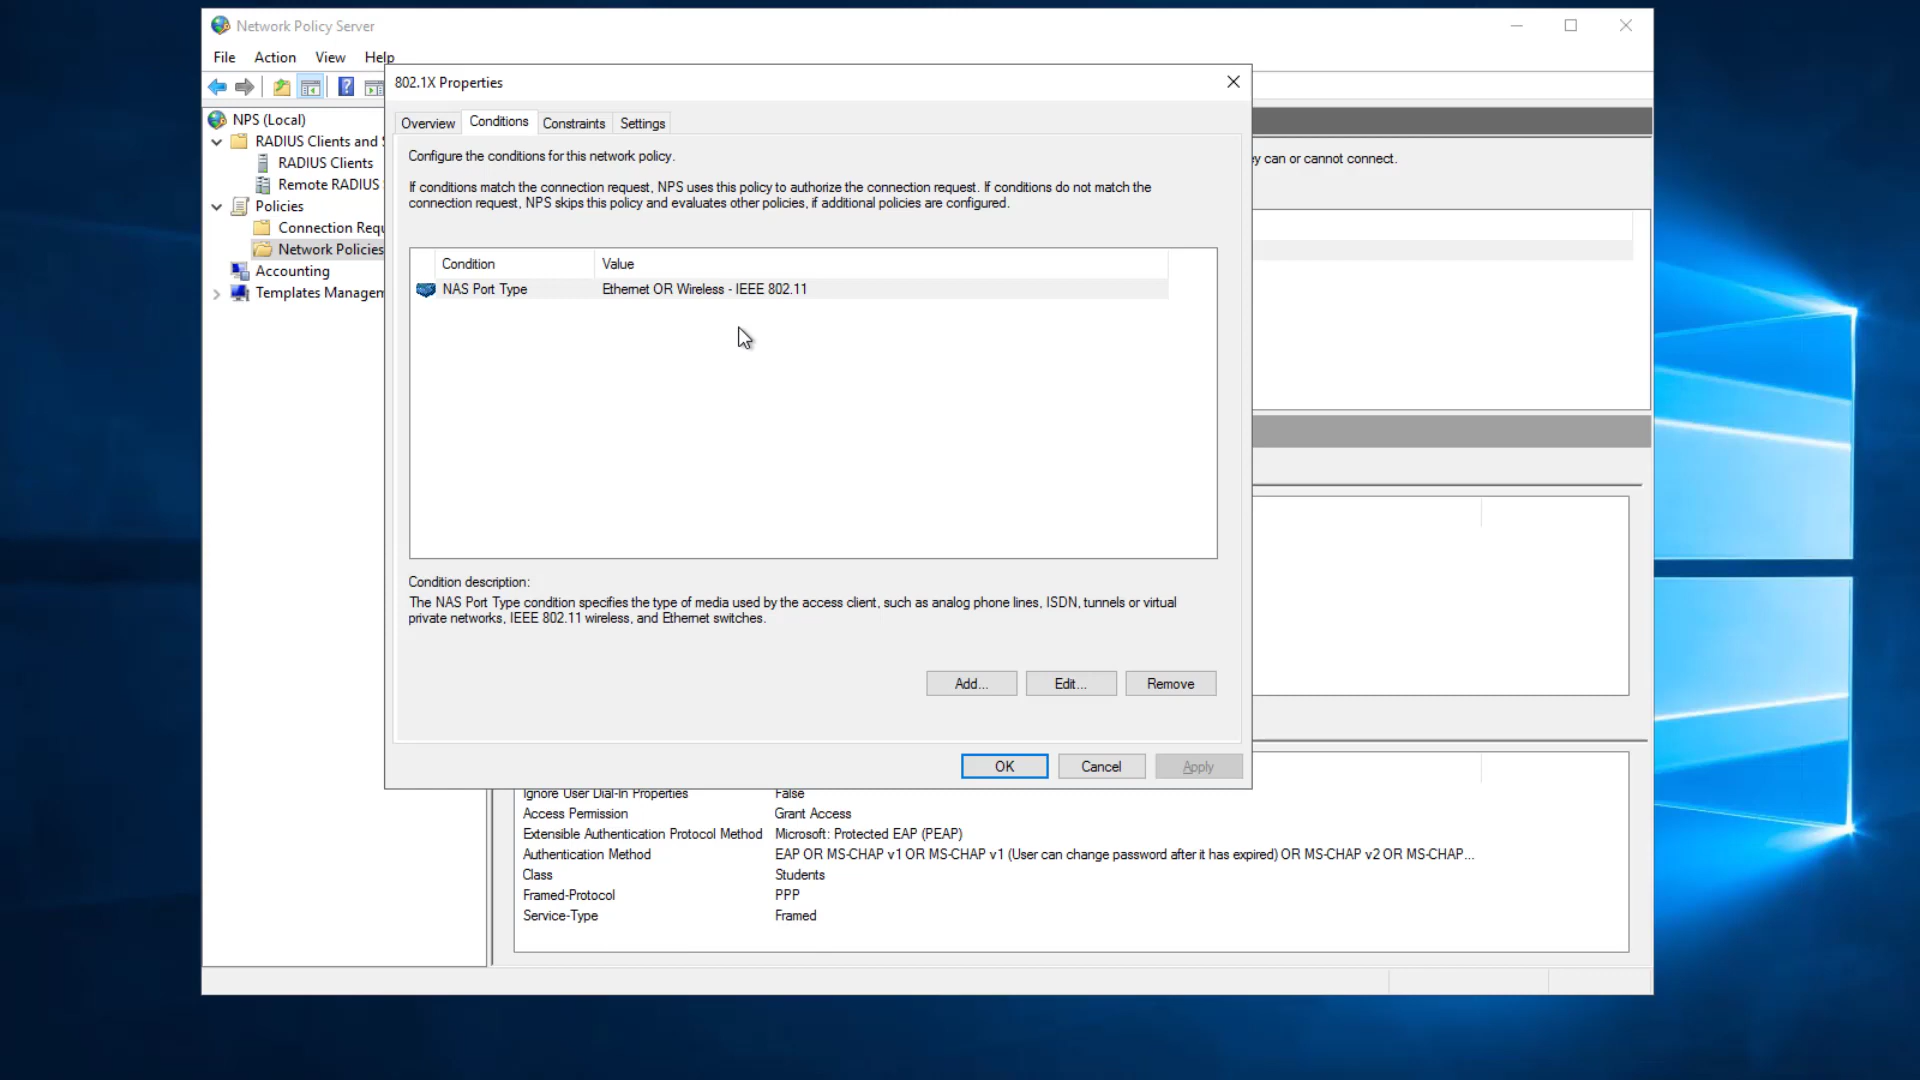 Network Policy Server
File Action View Help
802.1X Properties
NPS (Local)
RADIUS Clients and
RADIUS Clients
Remote RADIUS
Policies
Connection Requ
Network Policies
Accounting
Templates Managem
Overview Conditions Constraints Settings
Configure the conditions for this network policy.
If conditions match the connection request, NPS uses this policy to authorize the connection request. If conditions do not match the
connection request, NPS skips this policy and evaluates other policies, if additional policies are configured.
Condition Value
NAS Port Type Ethernet OR Wireless - IEEE 802.11
Condition description:
The NAS Port Type condition specifies the type of media used by the access client, such as analog phone lines, ISDN, tunnels or virtual
private networks, IEEE 802.11 wireless, and Ethernet switches.
Add... Edit... Remove
OK Cancel Apply
ey can or cannot connect.
Ignore User Dial-In Properties False
Access Permission Grant Access
Extensible Authentication Protocol Method Microsoft: Protected EAP (PEAP)
Authentication Method EAP OR MS-CHAP v1 OR MS-CHAP v1 (User can change password after it has expired) OR MS-CHAP v2 OR MS-CHAP...
Class Students
Framed-Protocol PPP
Service-Type Framed